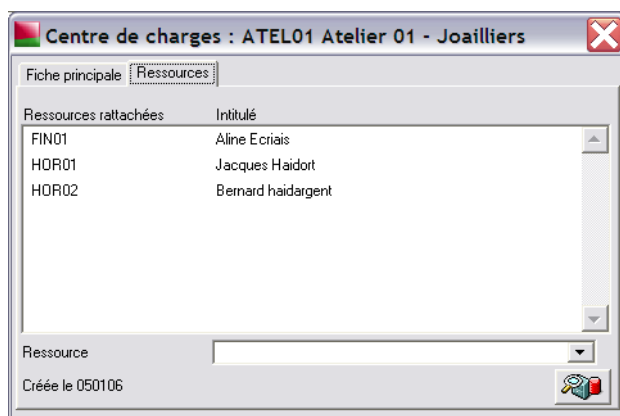 Centre de charges : ATEL01 Atelier 01 - Joailliers
Fiche principale Ressources
Ressources rattachées Intitulé
FIN01 Aline Ecriais
HOR01 Jacques Haidort
HOR02 Bernard haidargent
Ressource
Créée le 050106